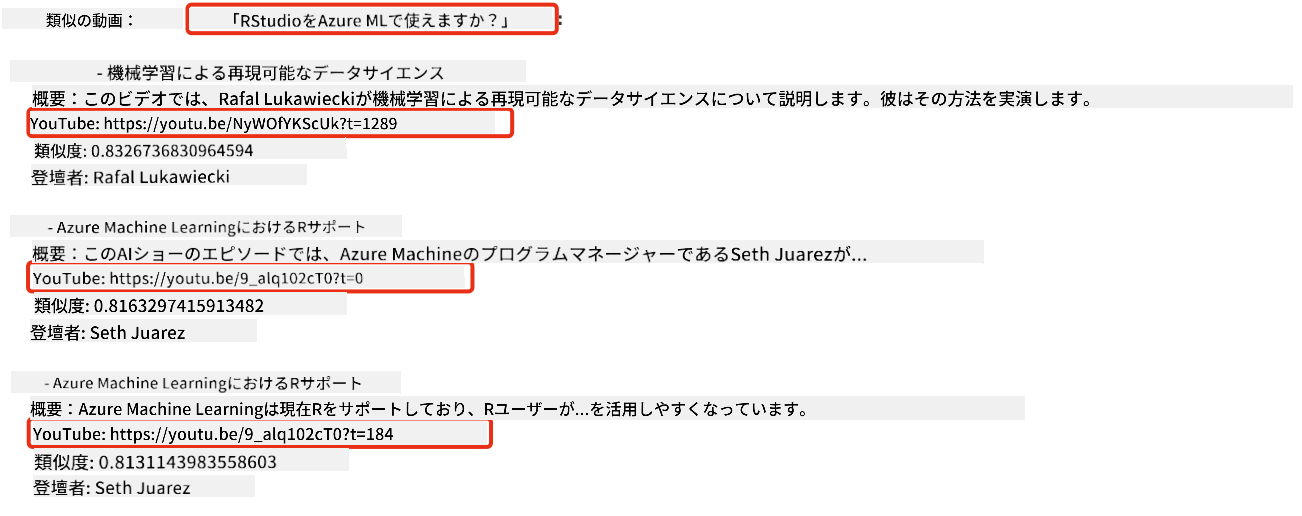 類似の動画： 「RStudioをAzure MLで使えますか？」:
- 機械学習による再現可能なデータサイエンス
概要：このビデオでは、Rafal Lukawieckiが機械学習による再現可能なデータサイエンスについて説明します。彼はその方法を実演します。
YouTube: https://youtu.be/NyWOfYKScUk?t=1289
類似度: 0.8326736830964594
登壇者: Rafal Lukawiecki
- Azure Machine LearningにおけるRサポート
概要：このAIショーのエピソードでは、Azure MachineのプログラムマネージャーであるSeth Juarezが...
YouTube: https://youtu.be/9_alq102cT0?t=0
類似度: 0.8163297415913482
登壇者: Seth Juarez
- Azure Machine LearningにおけるRサポート
概要：Azure Machine Learningは現在Rをサポートしており、Rユーザーが...を活用しやすくなっています。
YouTube: https://youtu.be/9_alq102cT0?t=184
類似度: 0.8131143983558603
登壇者: Seth Juarez